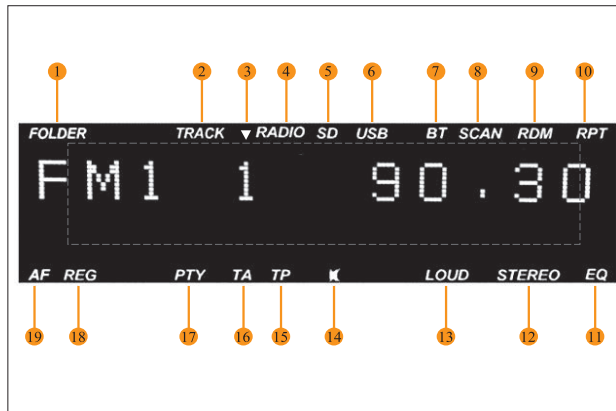 1 2 3 4 5 6 7 8 9 10
FOLDER TRACK ▼ RADIO SD USB BT SCAN RDM RPT
FM1 1 90.30
AF REG PTY TA TP LOUD STEREO EQ
19 18 17 16 15 14 13 12 11